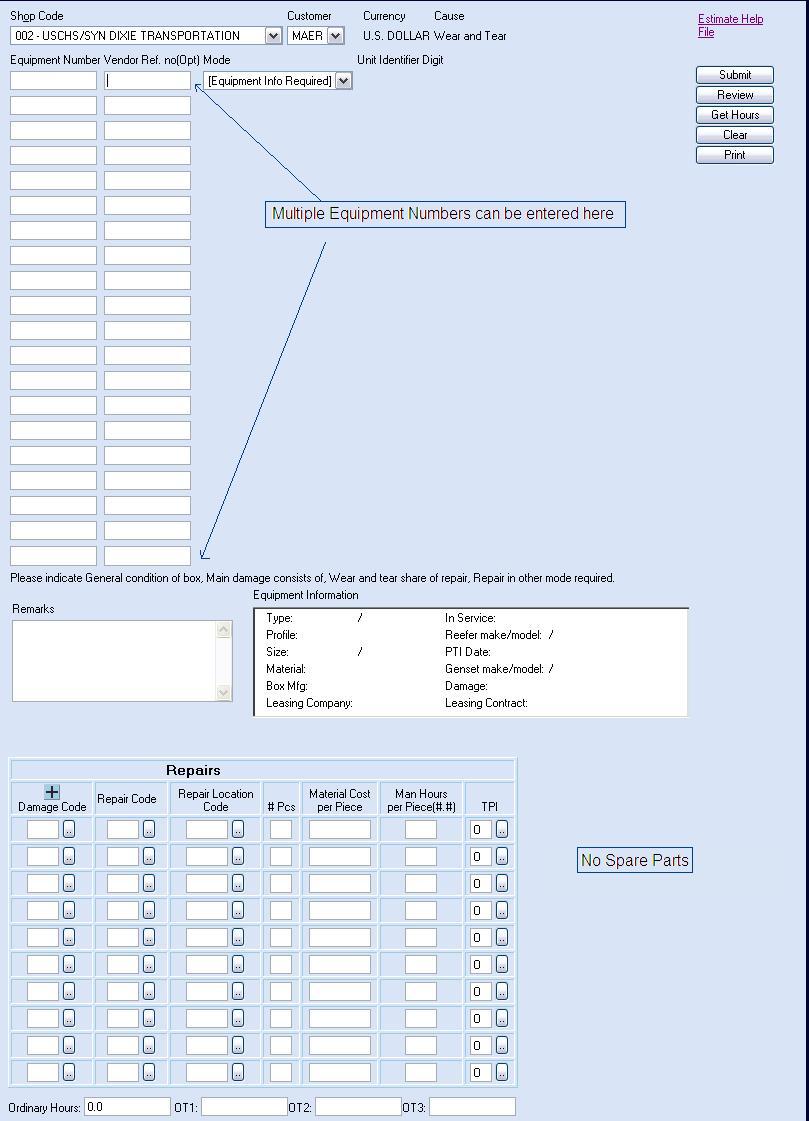 Shop Code Customer Currency Cause
002 - USCHS/SYN DIXIE TRANSPORTATION MAER U.S. DOLLAR Wear and Tear
Estimate Help
File
Equipment Number Vendor Ref. no(Opt) Mode Unit Identifier Digit
[Equipment Info Required]
Submit
Review
Get Hours
Clear
Print
Multiple Equipment Numbers can be entered here
Please indicate General condition of box, Main damage consists of, Wear and tear share of repair, Repair in other mode required.
Remarks
Equipment Information
Type: / In Service:
Profile: Reefer make/model: /
Size: / PTI Date:
Material: Genset make/model: /
Box Mfg: Damage:
Leasing Company: Leasing Contract:
Repairs
+
Damage Code Repair Code Repair Location Code # Pcs Material Cost per Piece Man Hours per Piece(#.#) TPI
.. .. .. 0 ..
.. .. .. 0 ..
.. .. .. 0 ..
.. .. .. 0 ..
.. .. .. 0 ..
.. .. .. 0 ..
.. .. .. 0 ..
.. .. .. 0 ..
.. .. .. 0 ..
.. .. .. 0 ..
No Spare Parts
Ordinary Hours: 0.0 OT1: OT2: OT3: